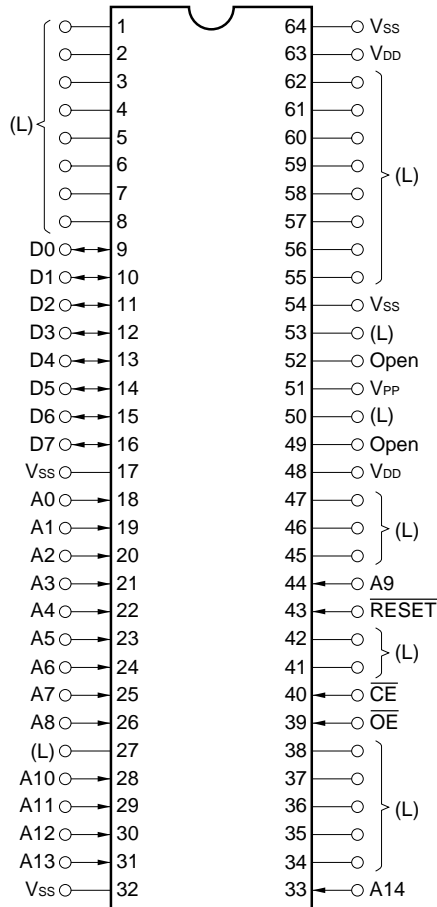 1 64 VSS
2 63 VDD
3 62
4 61
(L) 5 60
6 59 (L)
7 58
8 57
D0 9 56
D1 10 55
D2 11 54 VSS
D3 12 53 (L)
D4 13 52 Open
D5 14 51 VPP
D6 15 50 (L)
D7 16 49 Open
VSS 17 48 VDD
A0 18 47
A1 19 46 (L)
A2 20 45
A3 21 44 A9
A4 22 43 RESET
A5 23 42
A6 24 41 (L)
A7 25 40 CE
A8 26 39 OE
(L) 27 38
A10 28 37
A11 29 36 (L)
A12 30 35
A13 31 34
VSS 32 33 A14